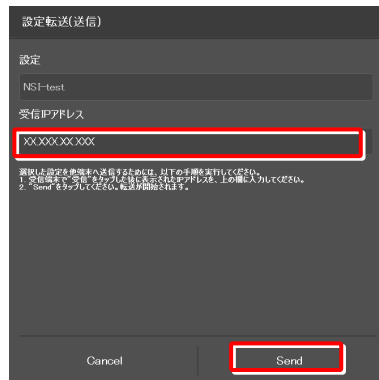 設定転送(送信)
設定
NSI-test
受信IPアドレス
XX.XXX.XX.XXX
選択した設定を他端末へ送信するためには、以下の手順を実行してください。
1. 受信端末で"受信"をタップした後に表示されたIPアドレスを、上の欄に入力してください。
2. "Send"をタップしてください。転送が開始されます。
Cancel
Send